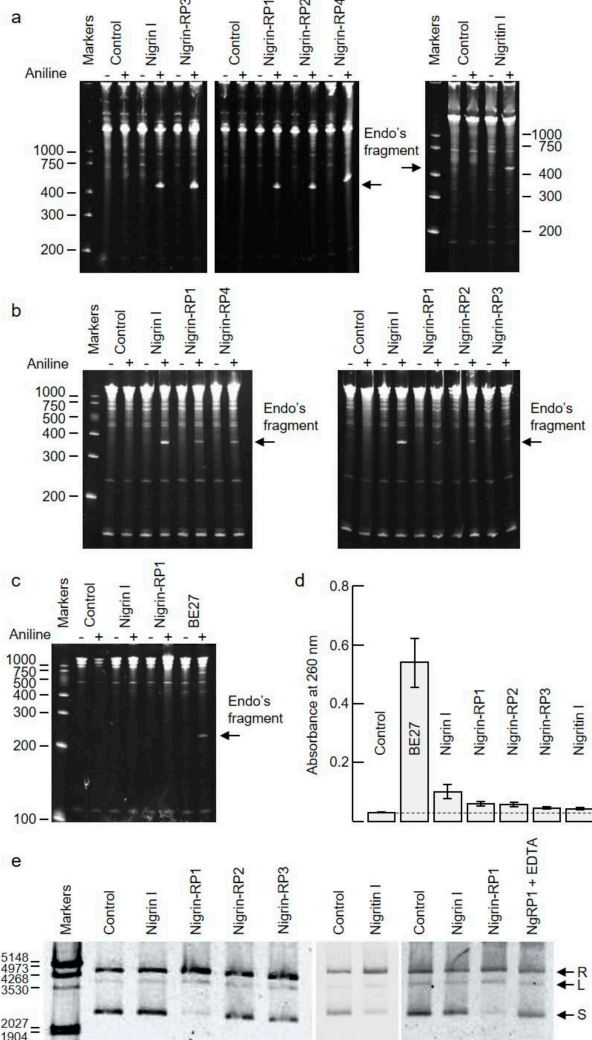 a
Markers
Control
Nigrin I
Nigrin-RP3
Control
Nigrin-RP1
Nigrin-RP2
Nigrin-RP4
Markers
Control
Nigritin I
Aniline - + - + - + - + - + - + - + - + - +
Endo's
fragment
1000
750
400
300
200
1000
750
400
300
200
b
Markers
Control
Nigrin I
Nigrin-RP1
Nigrin-RP4
Control
Nigrin I
Nigrin-RP1
Nigrin-RP2
Nigrin-RP3
Aniline - + - + - + - + - + - + - + - + - +
1000
750
500
400
300
200
Endo's
fragment
Endo's
fragment
c
Markers
Control
Nigrin I
Nigrin-RP1
BE27
Aniline - + - + - + - +
1000
750
500
400
300
200
100
Endo's
fragment
d
Absorbance at 260 nm
0.8
0.6
0.4
0.2
Control
BE27
Nigrin I
Nigrin-RP1
Nigrin-RP2
Nigrin-RP3
Nigritin I
e
Markers
Control
Nigrin I
Nigrin-RP1
Nigrin-RP2
Nigrin-RP3
Control
Nigritin I
Control
Nigrin I
Nigrin-RP1
NgRP1 + EDTA
5148
4973
4268
3530
2027
1904
R
L
S